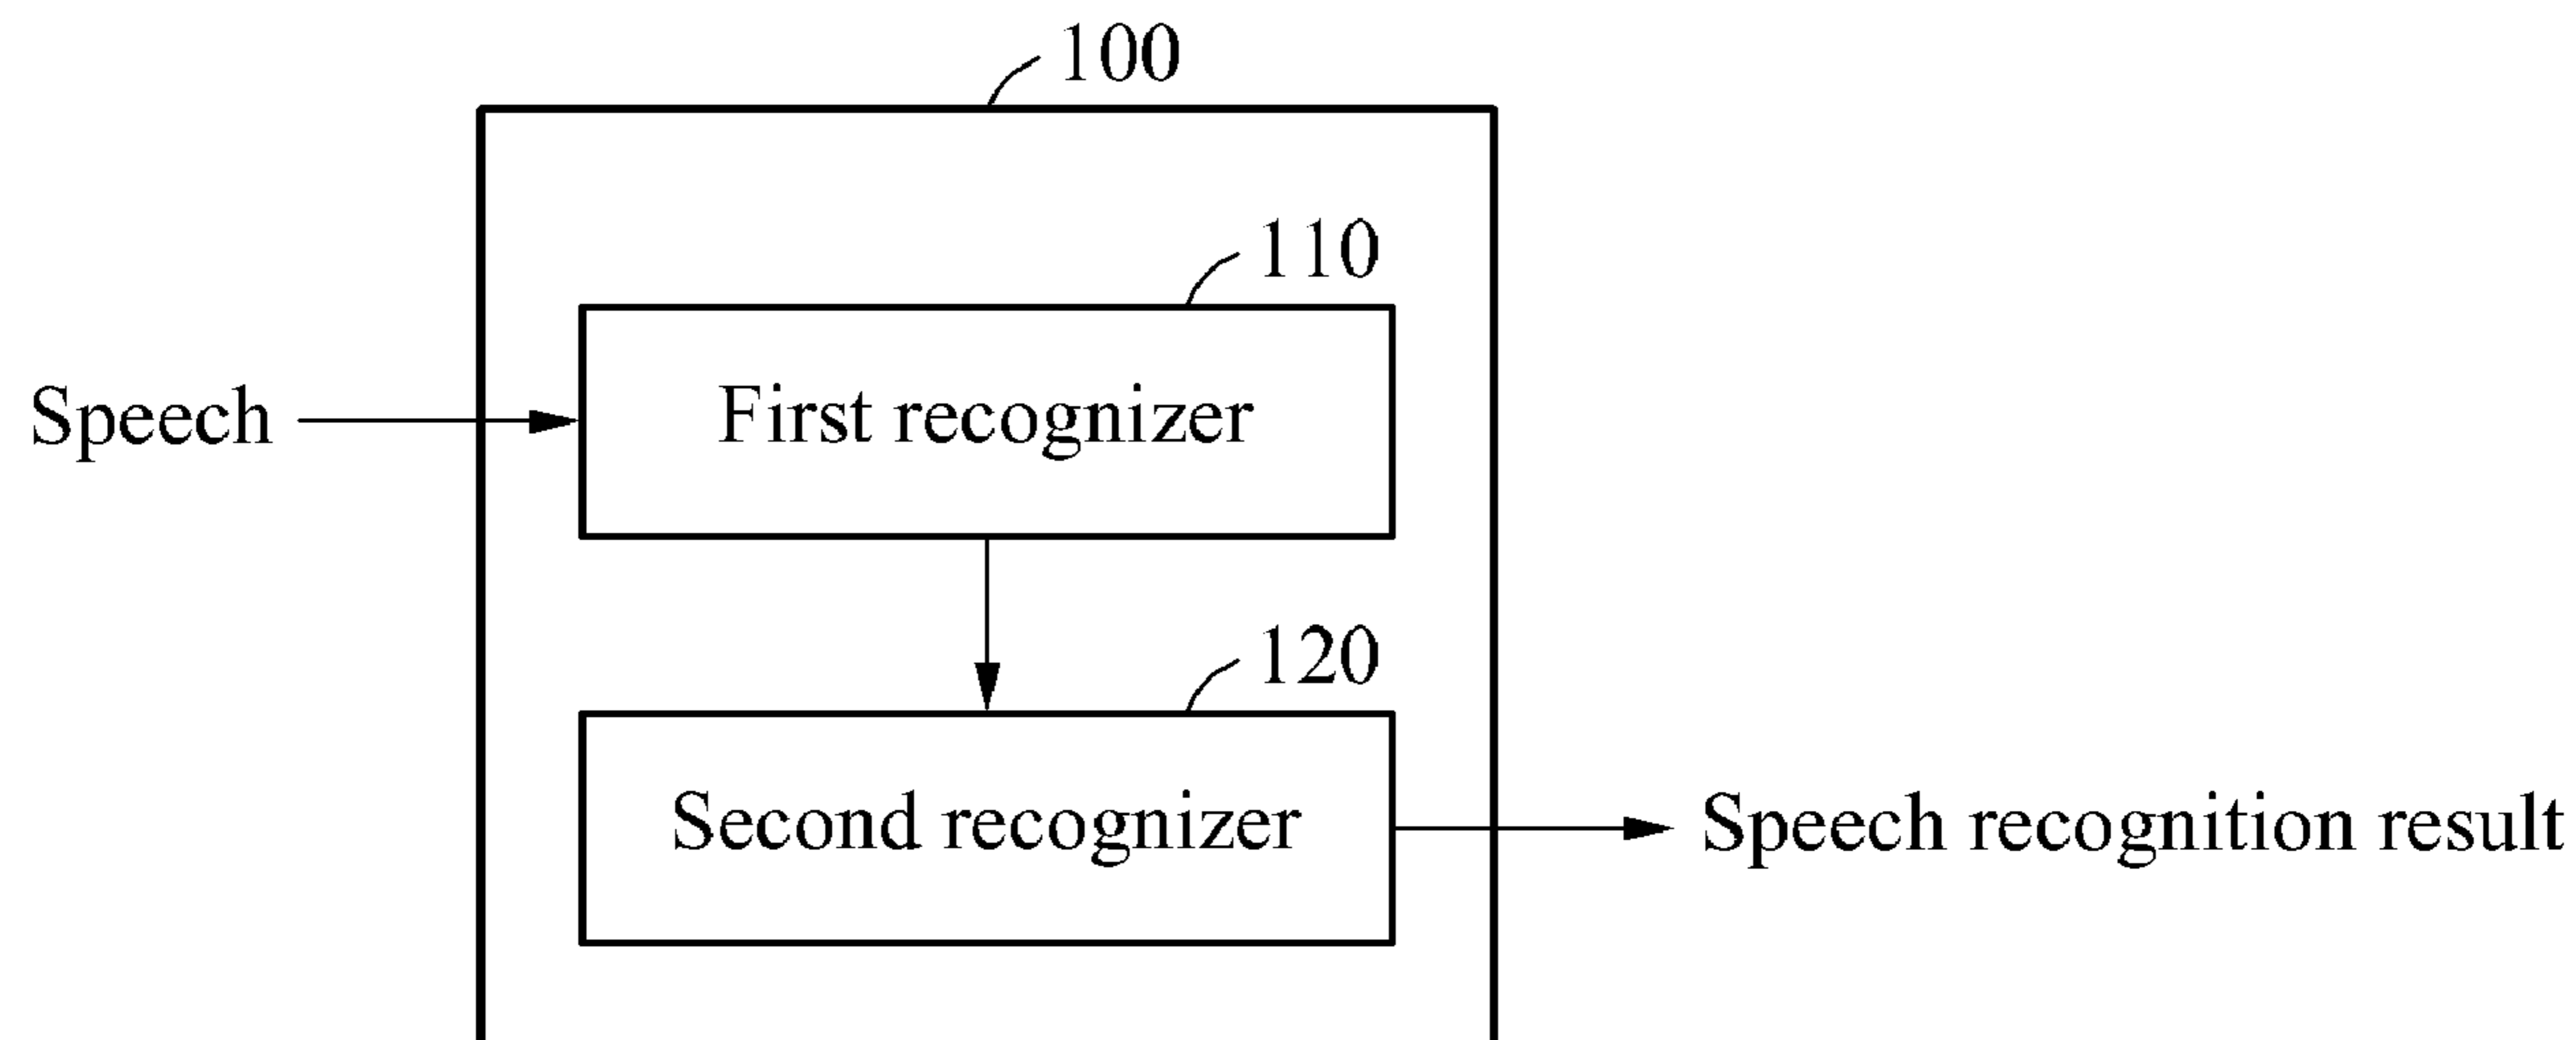 100
110
Speech
First recognizer
120
Second recognizer
Speech recognition result